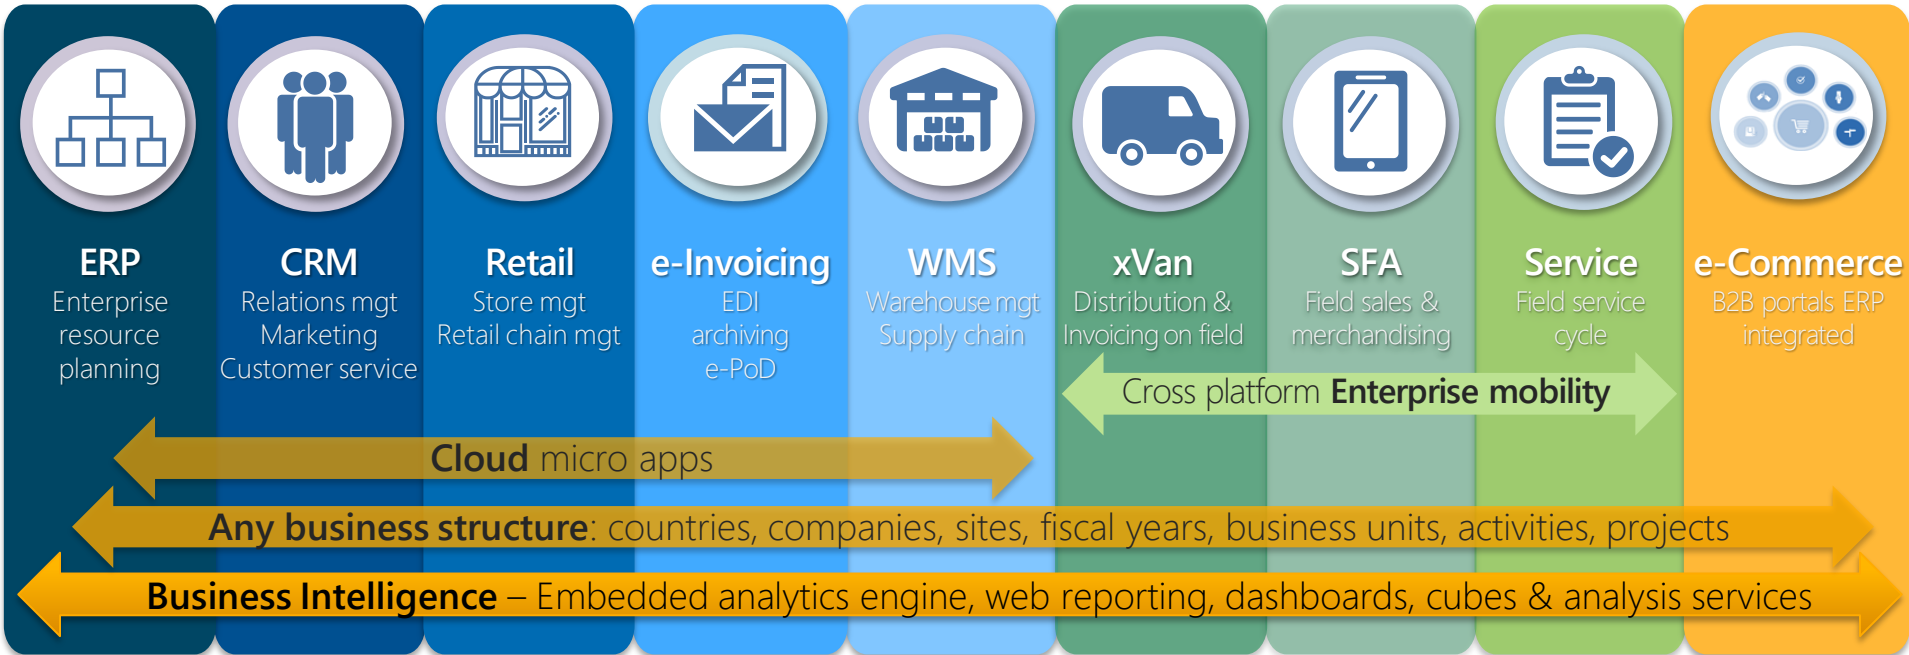 ERP
Enterprise
resource
planning
CRM
Relations mgt
Marketing
Customer service
Retail
Store mgt
Retail chain mgt
e-Invoicing
EDI
archiving
e-PoD
WMS
Warehouse mgt
Supply chain
xVan
Distribution &
Invoicing on field
SFA
Field sales &
merchandising
Service
Field service
cycle
e-Commerce
B2B portals ERP
integrated
Cross platform Enterprise mobility
Cloud micro apps
Any business structure: countries, companies, sites, fiscal years, business units, activities, projects
Business Intelligence – Embedded analytics engine, web reporting, dashboards, cubes & analysis services